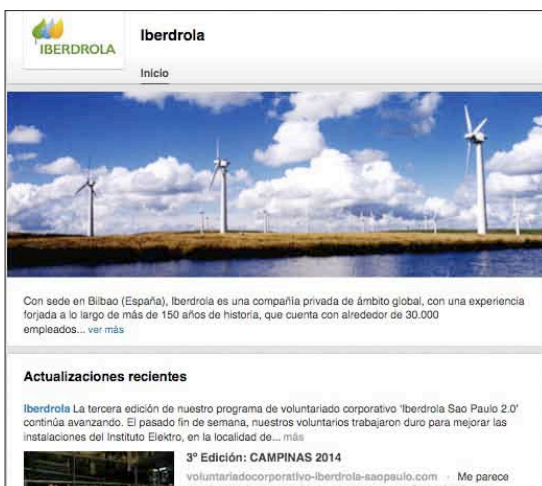 IBERDROLA
Iberdrola
Inicio
Con sede en Bilbao (España), Iberdrola es una compañía privada de ámbito global, con una experiencia
forjada a lo largo de más de 150 años de historia, que cuenta con alrededor de 30.000
empleados... ver más
Actualizaciones recientes
Iberdrola La tercera edición de nuestro programa de voluntariado corporativo 'Iberdrola Sao Paulo 2.0'
continúa avanzando. El pasado fin de semana, nuestros voluntarios trabajaron duro para mejorar las
instalaciones del Instituto Elektro, en la localidad de... más
3ª Edición: CAMPINAS 2014
voluntariadocorporativo-iberdrola-saopaulo.com · Me parece